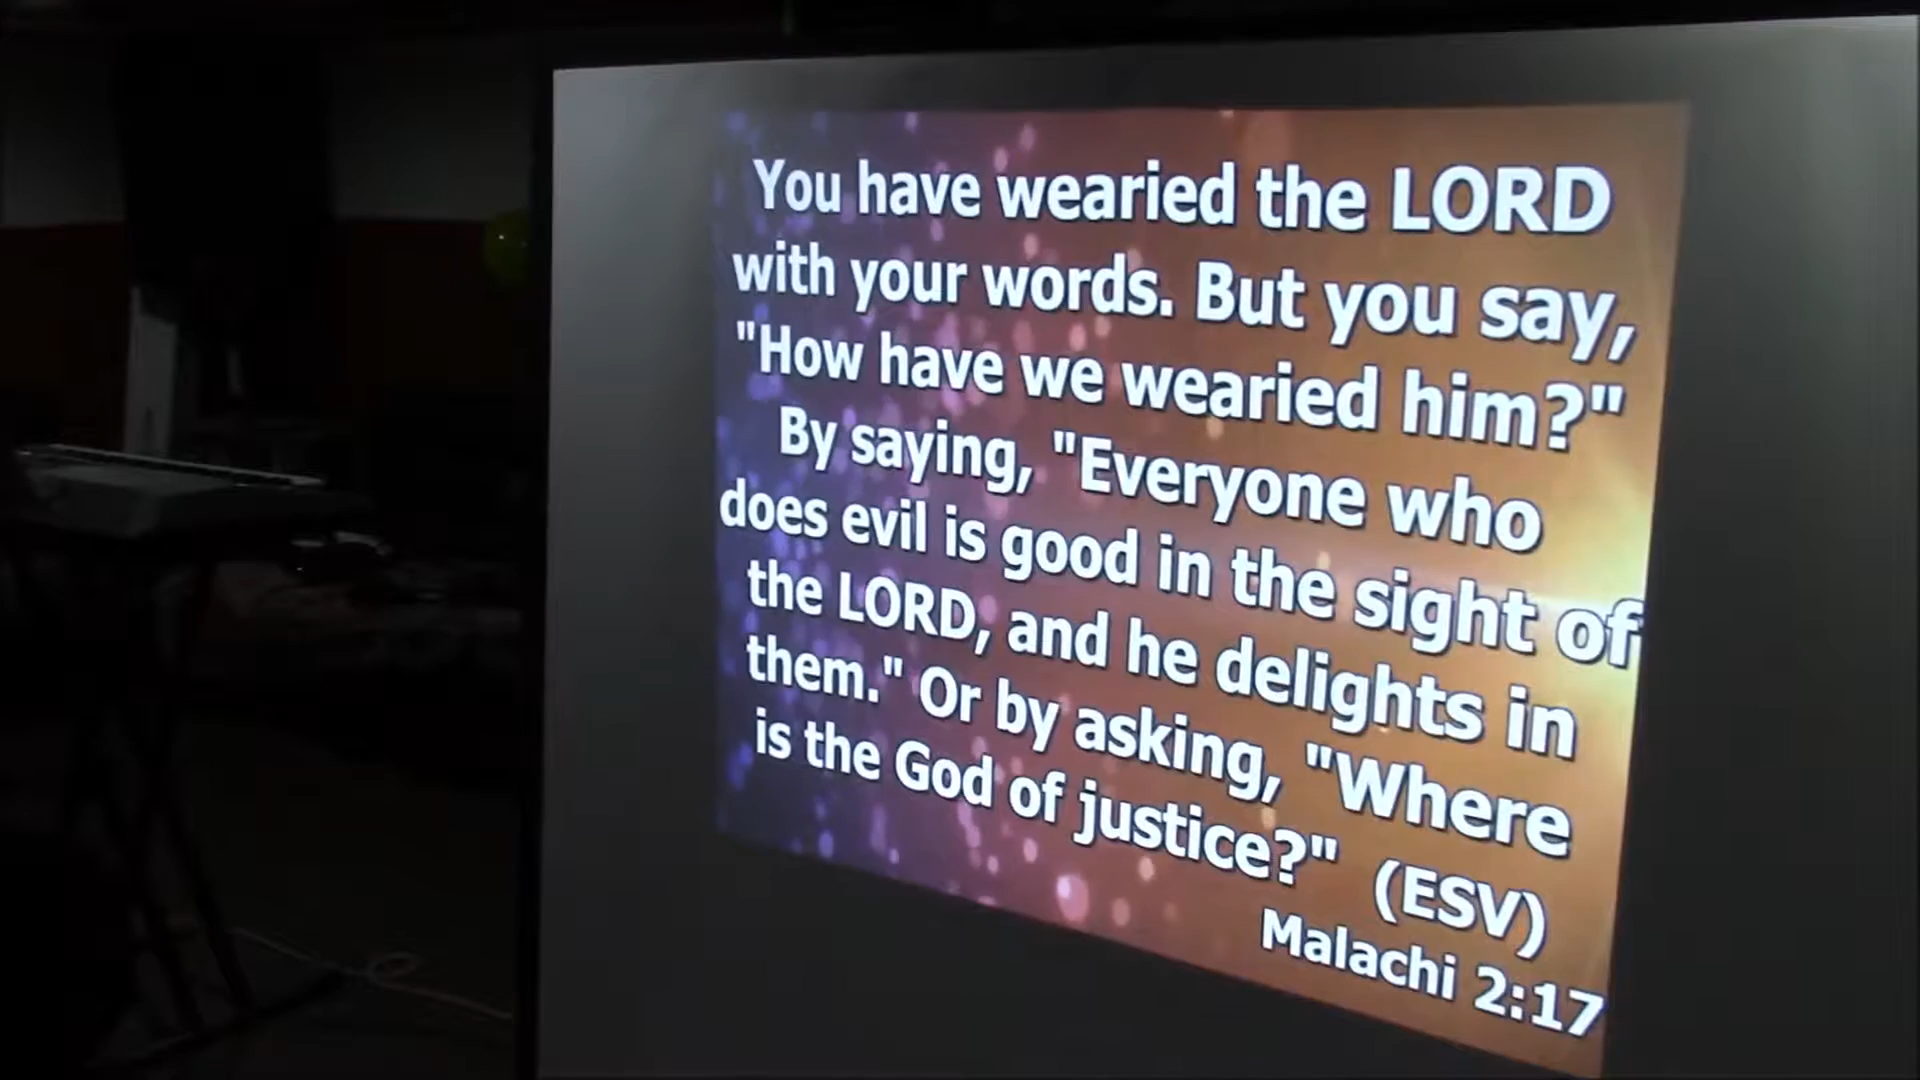 You have wearied the LORD
with your words. But you say,
"How have we wearied him?"
By saying, "Everyone who
does evil is good in the sight of
the LORD, and he delights in
them." Or by asking, "Where
is the God of justice?" (ESV)
Malachi 2:17